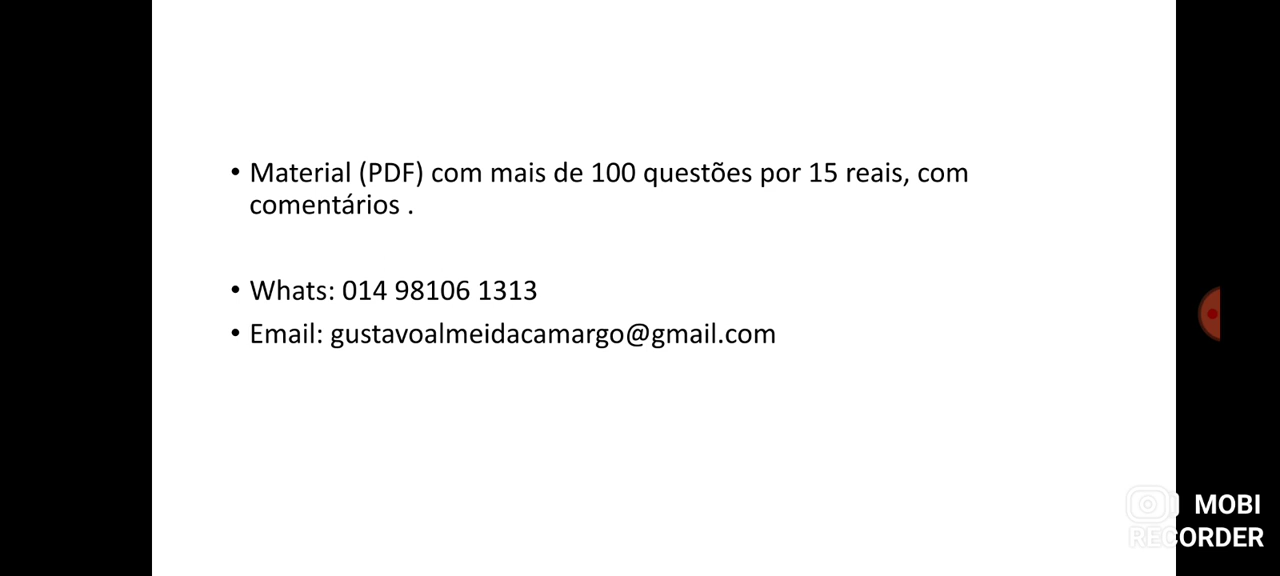 • Material (PDF) com mais de 100 questões por 15 reais, com
comentários .
• Whats: 014 98106 1313
• Email: gustavoalmeidacamargo@gmail.com
MOBI
RECORDER